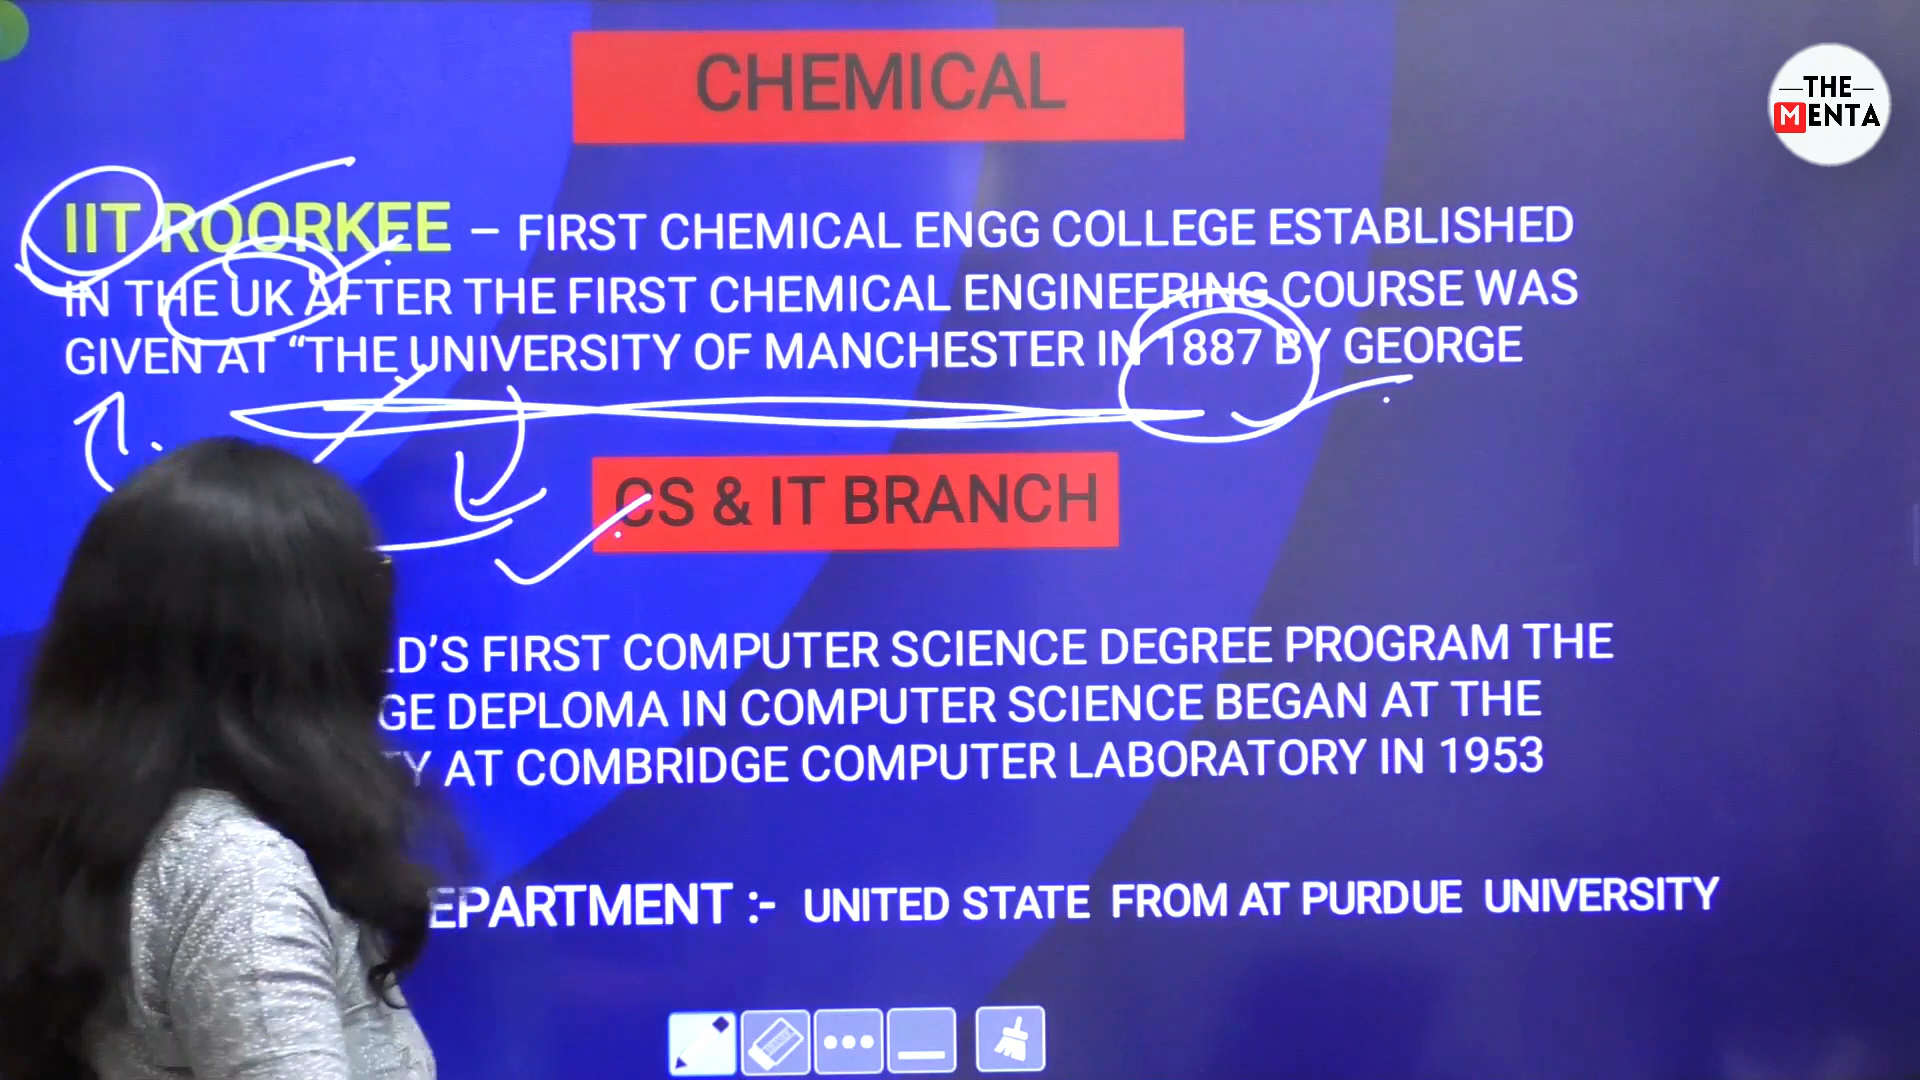 CHEMICAL
THE
MENTA
IIT ROORKEE – FIRST CHEMICAL ENGG COLLEGE ESTABLISHED
IN THE UK AFTER THE FIRST CHEMICAL ENGINEERING COURSE WAS
GIVEN AT “THE UNIVERSITY OF MANCHESTER IN 1887 BY GEORGE
CS & IT BRANCH
LD’S FIRST COMPUTER SCIENCE DEGREE PROGRAM THE
GE DEPLOMA IN COMPUTER SCIENCE BEGAN AT THE
TY AT COMBRIDGE COMPUTER LABORATORY IN 1953
EPARTMENT :- UNITED STATE FROM AT PURDUE UNIVERSITY